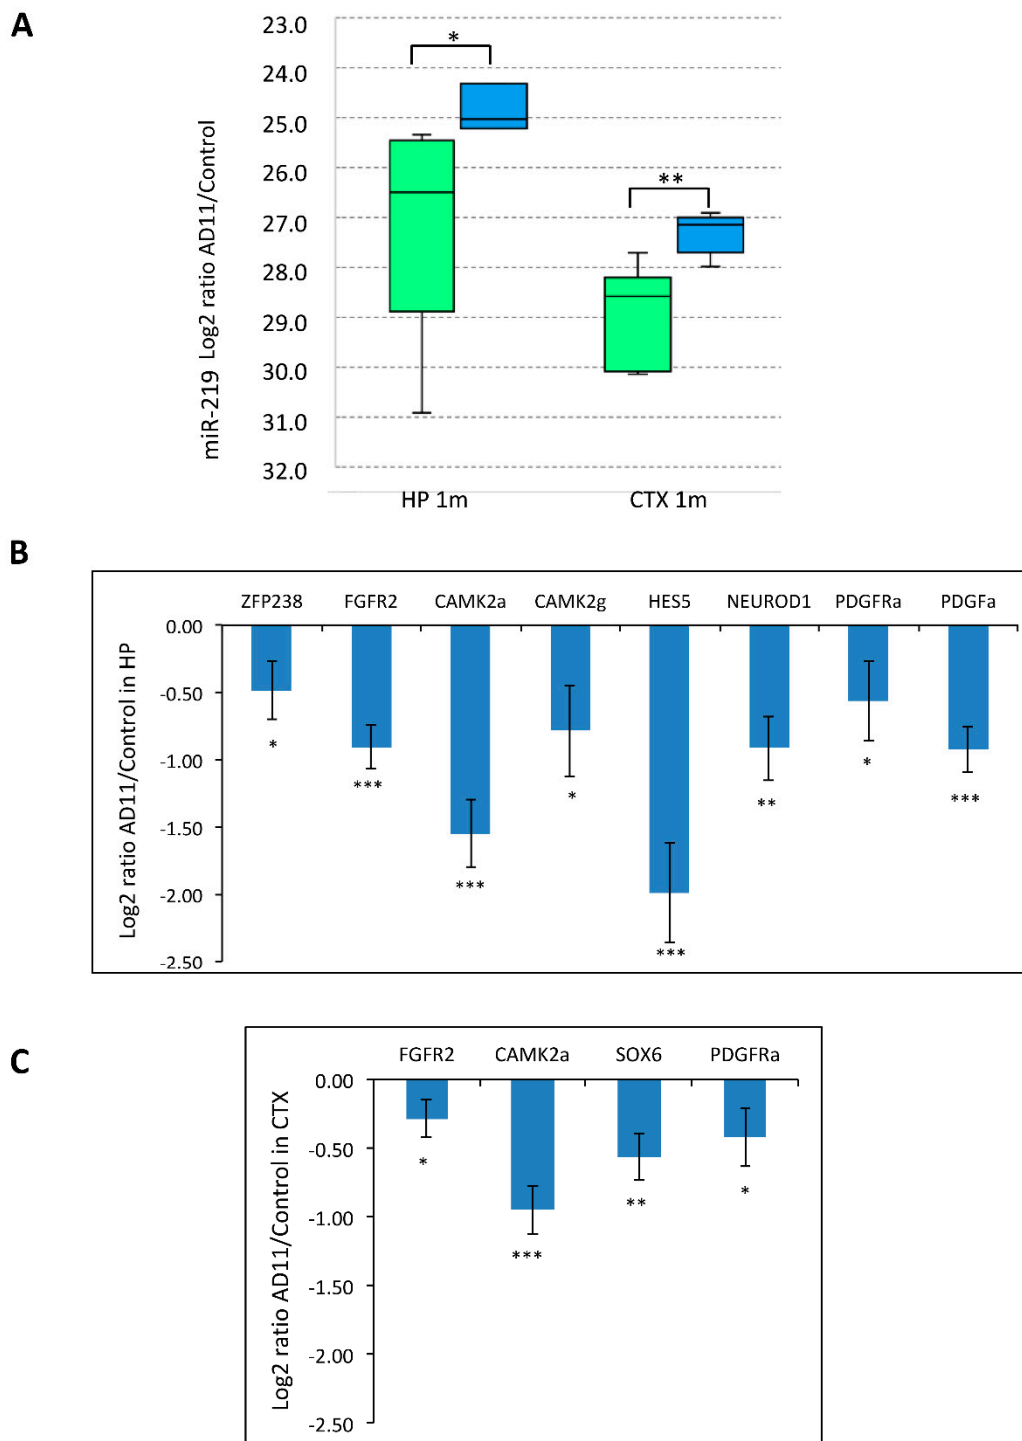 A
miR-219 Log2 ratio AD11/Control
23.0
24.0
25.0
26.0
27.0
28.0
29.0
30.0
31.0
32.0
*
**
HP 1m
CTX 1m
B
ZFP238 FGFR2 CAMK2a CAMK2g HES5 NEUROD1 PDGFRa PDGFa
Log2 ratio AD11/Control in HP
0.00
-0.50
-1.00
-1.50
-2.00
-2.50
* *** *** * *** ** * ***
C
FGFR2 CAMK2a SOX6 PDGFRa
Log2 ratio AD11/Control in CTX
0.00
-0.50
-1.00
-1.50
-2.00
-2.50
* *** ** *